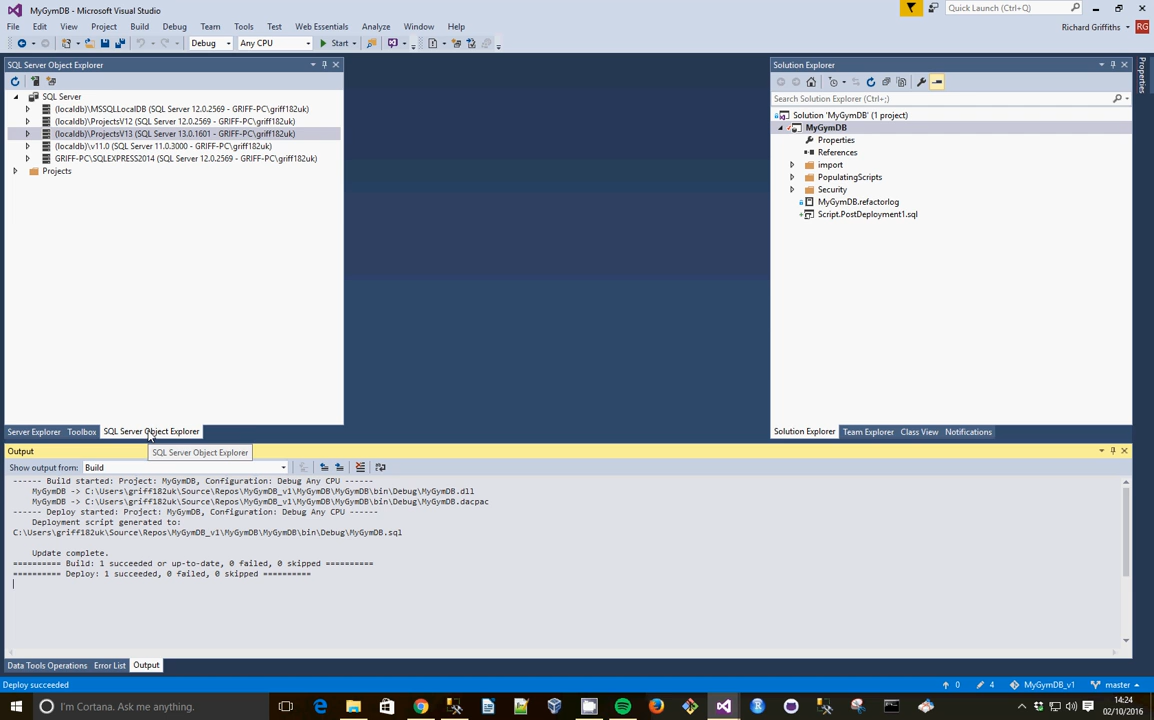 MyGymDB - Microsoft Visual Studio
Quick Launch (Ctrl+;)
File Edit View Project Build Debug Team Tools Test Web Essentials Analyze Window Help
Richard Griffiths RG
Debug Any CPU Start
SQL Server Object Explorer
SQL Server
(localdb)\MSSQLLocalDB (SQL Server 12.0.2569 - GRIFF-PC\griff182uk)
(localdb)\ProjectsV12 (SQL Server 12.0.2569 - GRIFF-PC\griff182uk)
(localdb)\ProjectsV13 (SQL Server 13.0.1601 - GRIFF-PC\griff182uk)
(localdb)\v11.0 (SQL Server 11.0.3000 - GRIFF-PC\griff182uk)
GRIFF-PC\SQLEXPRESS2014 (SQL Server 12.0.2569 - GRIFF-PC\griff182uk)
Projects
Server Explorer Toolbox SQL Server Object Explorer
SQL Server Object Explorer
Solution Explorer
Search Solution Explorer (Ctrl+;)
Solution 'MyGymDB' (1 project)
MyGymDB
Properties
References
import
PopulatingScripts
Security
MyGymDB.refactorlog
Script.PostDeployment1.sql
Solution Explorer Team Explorer Class View Notifications
Properties
Output
Show output from: Build
------ Build started: Project: MyGymDB, Configuration: Debug Any CPU ------
MyGymDB -> C:\Users\griff182uk\Source\Repos\MyGymDB_v1\MyGymDB\MyGymDB\bin\Debug\MyGymDB.dll
MyGymDB -> C:\Users\griff182uk\Source\Repos\MyGymDB_v1\MyGymDB\MyGymDB\bin\Debug\MyGymDB.dacpac
------ Deploy started: Project: MyGymDB, Configuration: Debug Any CPU ------
Deployment script generated to:
C:\Users\griff182uk\Source\Repos\MyGymDB_v1\MyGymDB\MyGymDB\bin\Debug\MyGymDB.sql
Update complete.
========== Build: 1 succeeded or up-to-date, 0 failed, 0 skipped ==========
========== Deploy: 1 succeeded, 0 failed, 0 skipped ==========
Data Tools Operations Error List Output
Deploy succeeded 0 4 MyGymDB_v1 master
I'm Cortana. Ask me anything.
14:24
02/10/2016